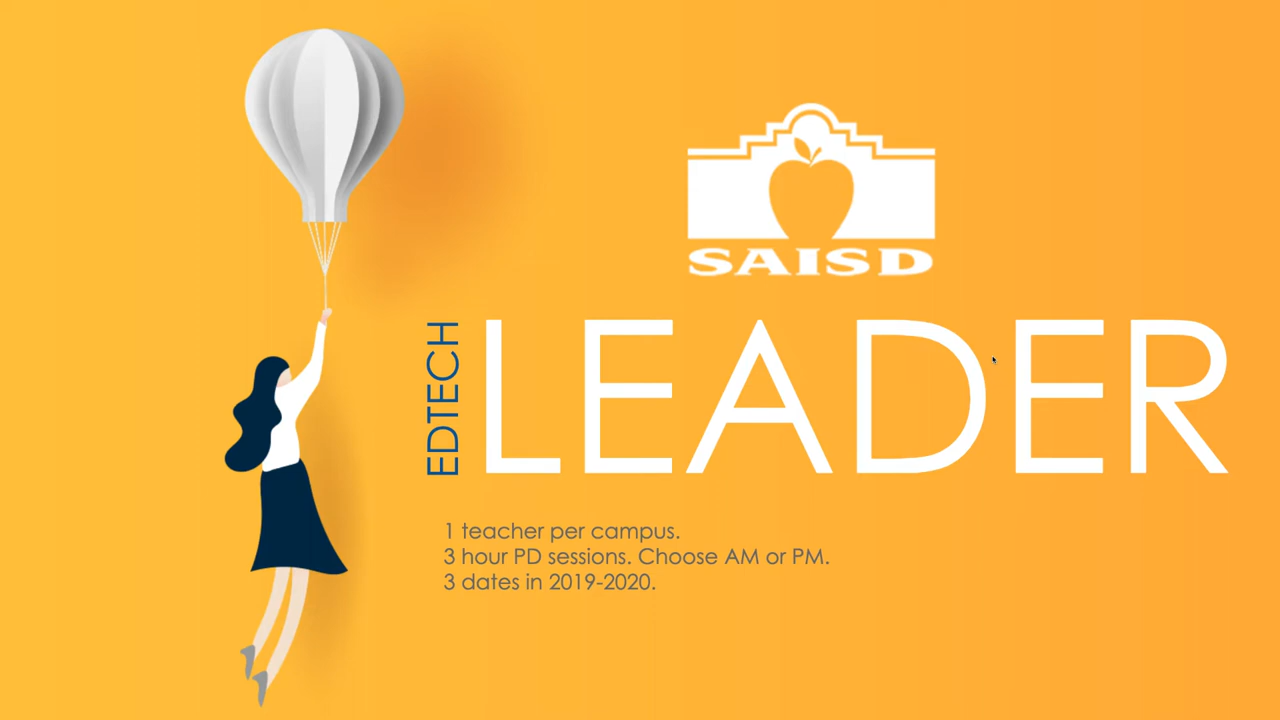 SAISD
EDTECH
LEADER
1 teacher per campus.
3 hour PD sessions. Choose AM or PM.
3 dates in 2019-2020.